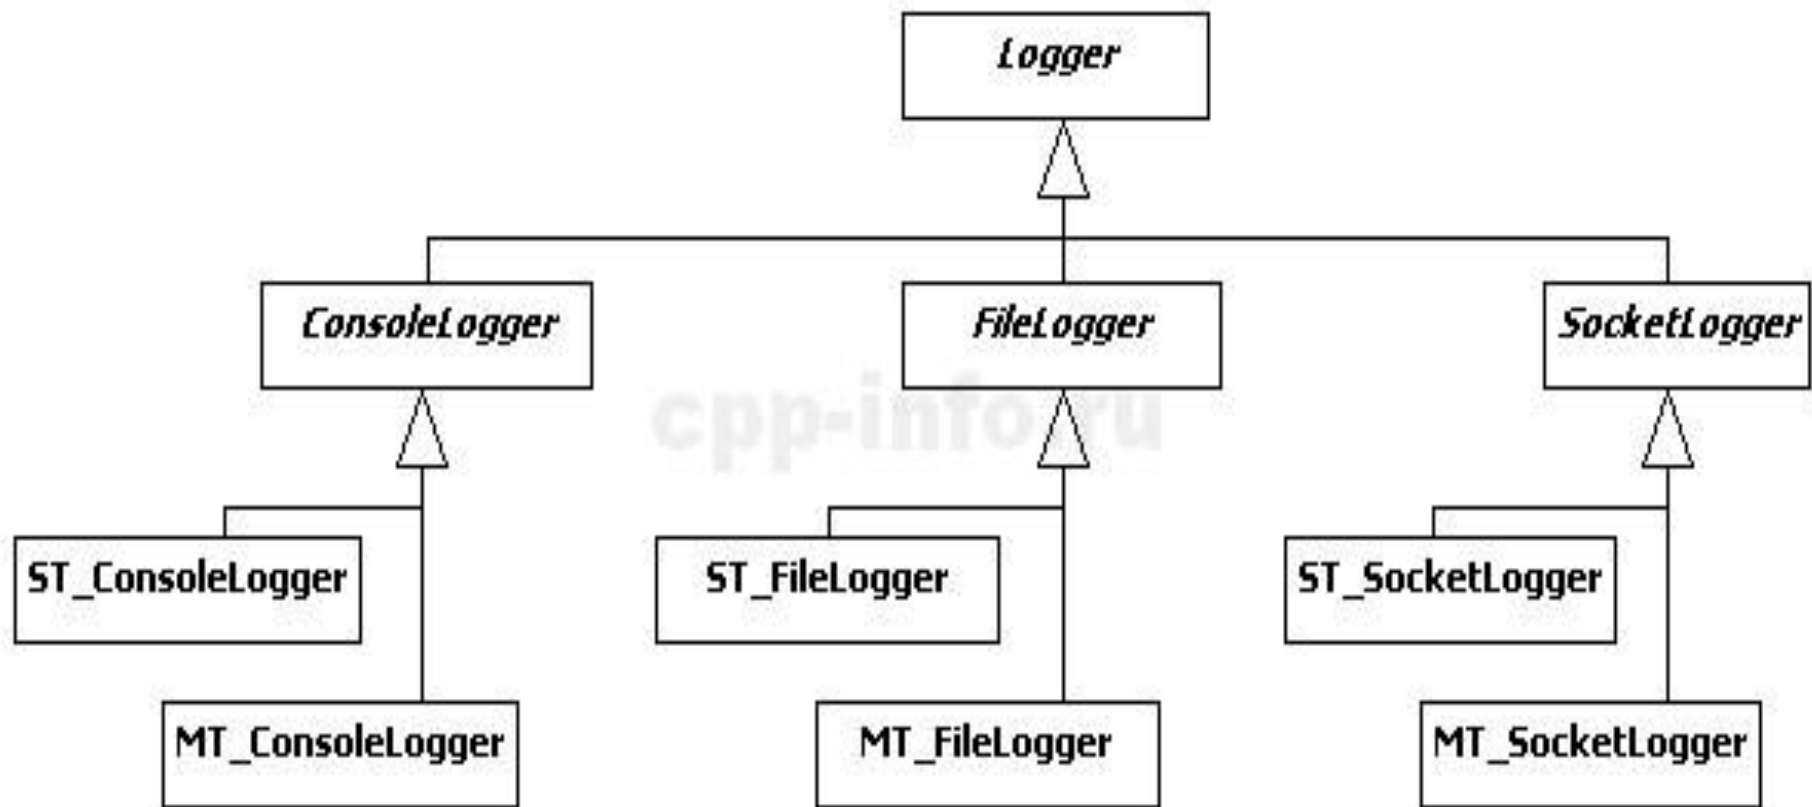 Logger
ConsoleLogger
FileLogger
SocketLogger
cpp-info.ru
ST_ConsoleLogger
ST_FileLogger
ST_SocketLogger
MT_ConsoleLogger
MT_FileLogger
MT_SocketLogger